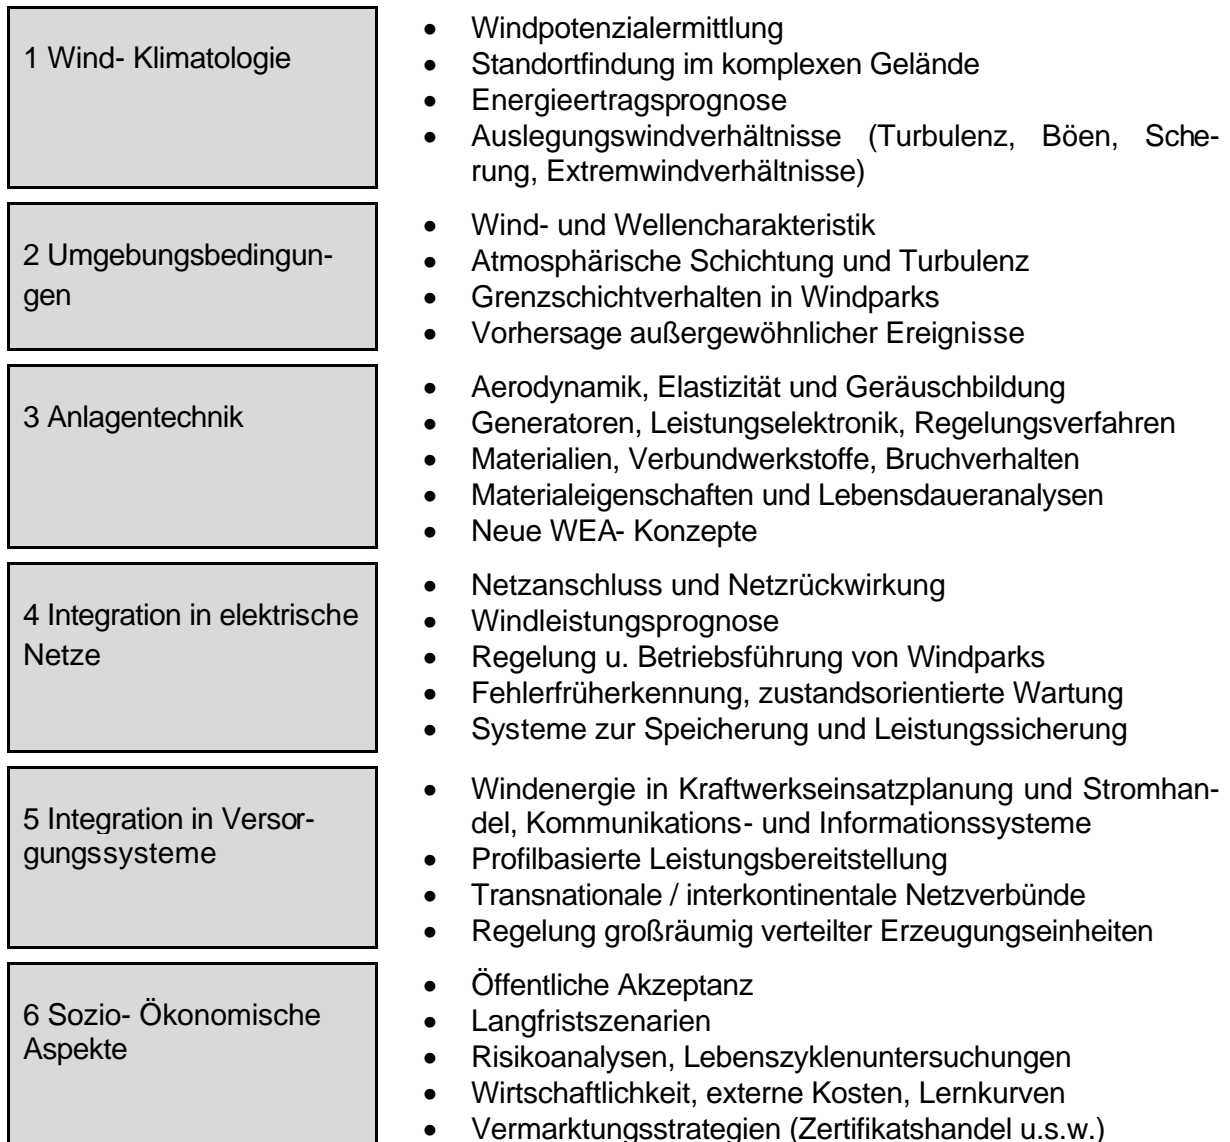 1 Wind- Klimatologie
• Windpotenzialermittlung
• Standortfindung im komplexen Gelände
• Energieertragsprognose
• Auslegungswindverhältnisse (Turbulenz, Böen, Sche-
rung, Extremwindverhältnisse)
2 Umgebungsbedingun-
gen
• Wind- und Wellencharakteristik
• Atmosphärische Schichtung und Turbulenz
• Grenzschichtverhalten in Windparks
• Vorhersage außergewöhnlicher Ereignisse
3 Anlagentechnik
• Aerodynamik, Elastizität und Geräuschbildung
• Generatoren, Leistungselektronik, Regelungsverfahren
• Materialien, Verbundwerkstoffe, Bruchverhalten
• Materialeigenschaften und Lebensdaueranalysen
• Neue WEA- Konzepte
4 Integration in elektrische
Netze
• Netzanschluss und Netzrückwirkung
• Windleistungsprognose
• Regelung u. Betriebsführung von Windparks
• Fehlerfrüherkennung, zustandsorientierte Wartung
• Systeme zur Speicherung und Leistungssicherung
5 Integration in Versor-
gungssysteme
• Windenergie in Kraftwerkseinsatzplanung und Stromhan-
del, Kommunikations- und Informationssysteme
• Profilbasierte Leistungsbereitstellung
• Transnationale / interkontinentale Netzverbünde
• Regelung großräumig verteilter Erzeugungseinheiten
6 Sozio- Ökonomische
Aspekte
• Öffentliche Akzeptanz
• Langfristszenarien
• Risikoanalysen, Lebenszyklenuntersuchungen
• Wirtschaftlichkeit, externe Kosten, Lernkurven
• Vermarktungsstrategien (Zertifikatshandel u.s.w.)